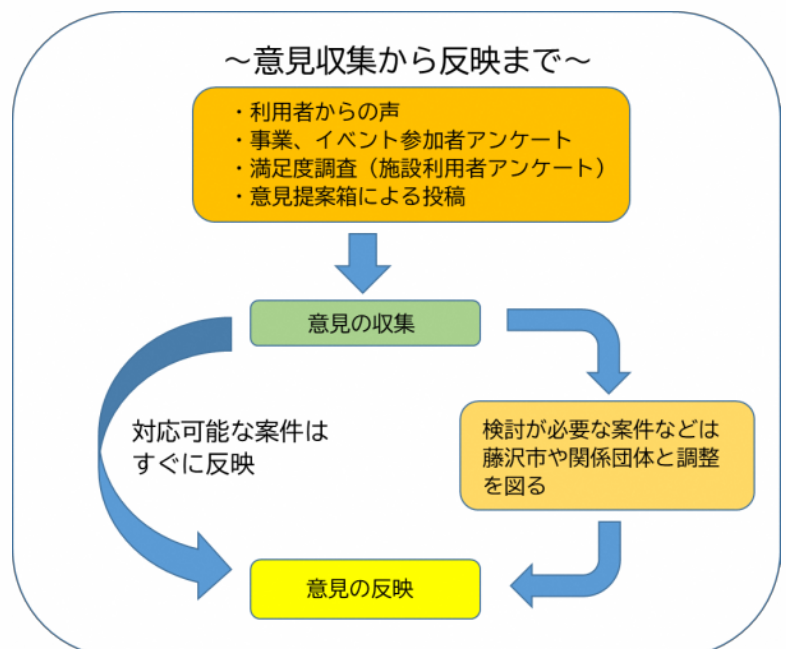 ～意見収集から反映まで～
・利用者からの声
・事業、イベント参加者アンケート
・満足度調査（施設利用者アンケート）
・意見提案箱による投稿
意見の収集
対応可能な案件は
すぐに反映
検討が必要な案件などは
藤沢市や関係団体と調整
を図る
意見の反映